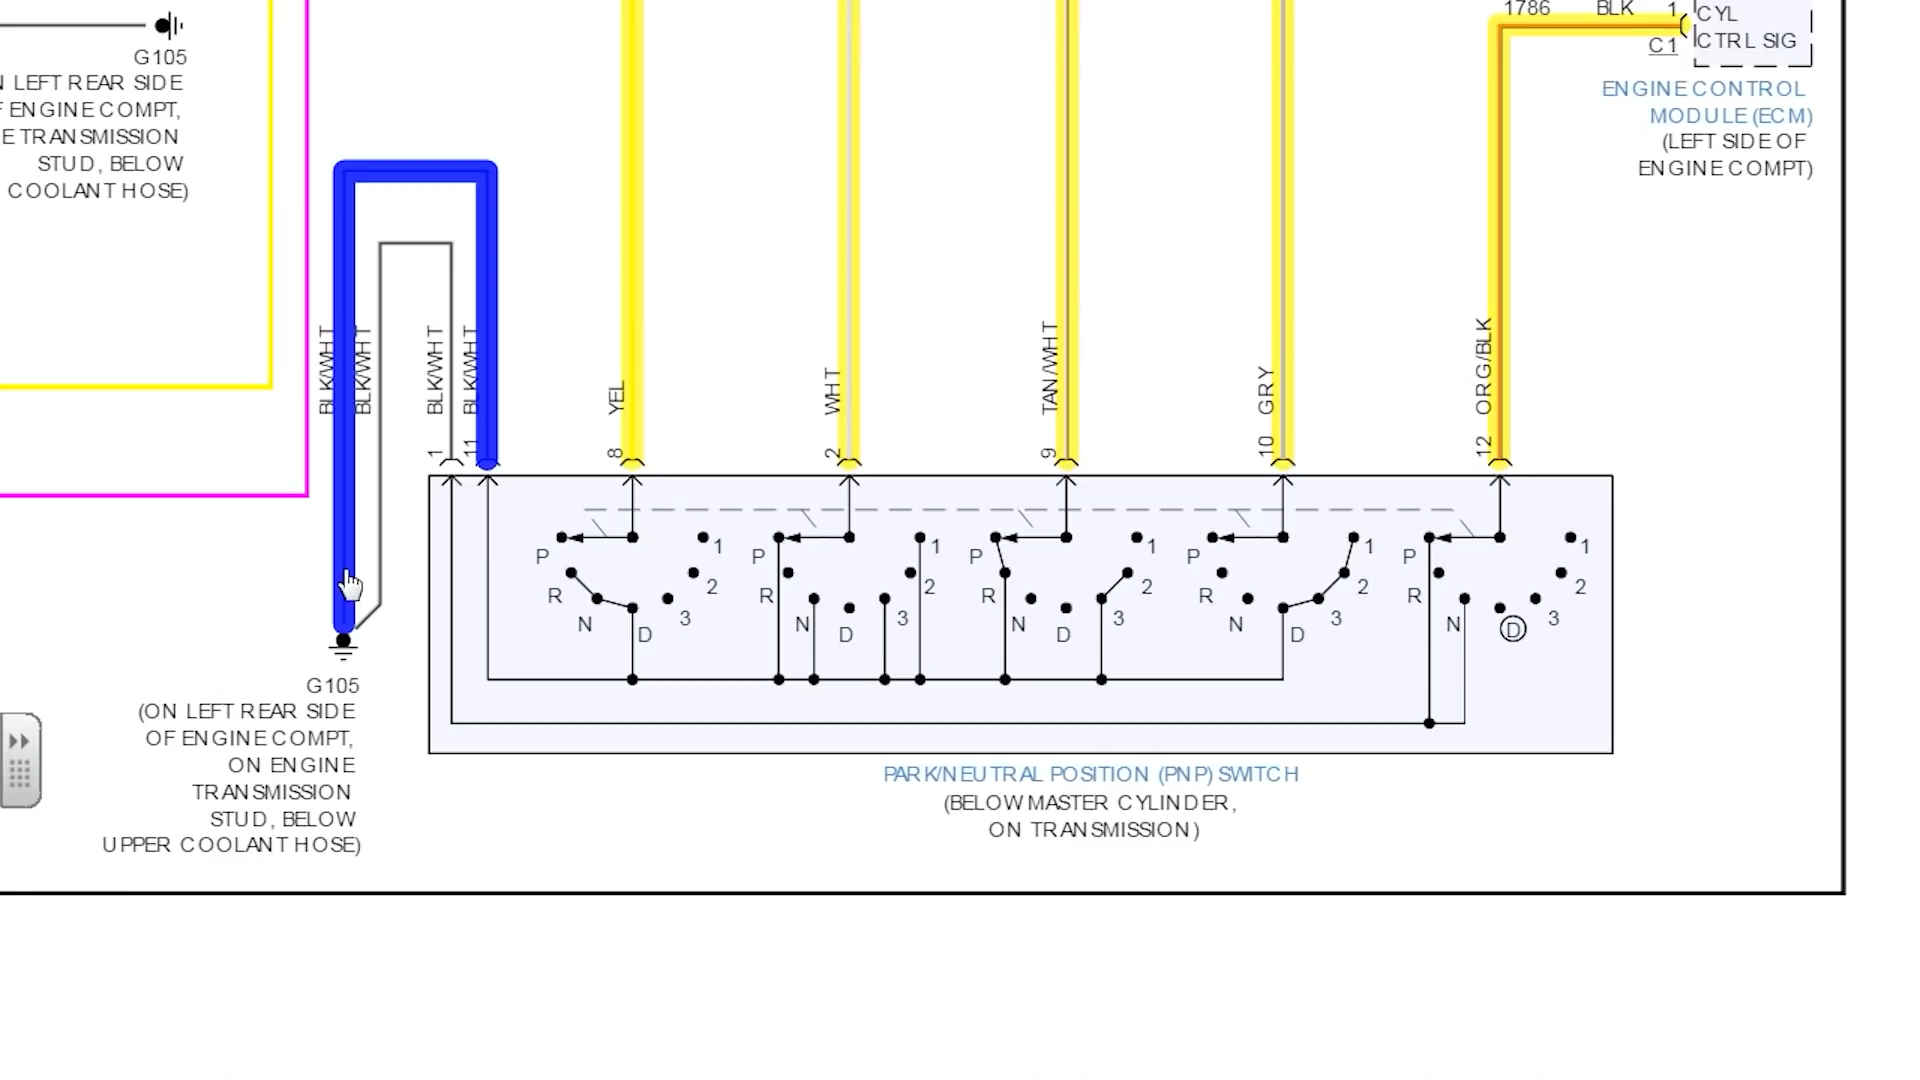 G105
LEFT REAR SIDE
ENGINE COMPT,
TRANSMISSION
STUD, BELOW
COOLANT HOSE)
1786 BLK 1
C1
CYL
CTRL SIG
ENGINE CONTROL
MODULE (ECM)
(LEFT SIDE OF
ENGINE COMPT)
BLK/WHT
BLK/WHT
BLK/WHT
BLK/WHT
YEL
WHT
TAN/WHT
GRY
ORG/BLK
1
11
8
2
9
10
12
P R N D 3 2 1
P R N D 3 2 1
P R N D 3 2 1
P R N D 3 2 1
P R N D 3 2 1
G105
(ON LEFT REAR SIDE
OF ENGINE COMPT,
ON ENGINE
TRANSMISSION
STUD, BELOW
UPPER COOLANT HOSE)
PARK/NEUTRAL POSITION (PNP) SWITCH
(BELOW MASTER CYLINDER,
ON TRANSMISSION)